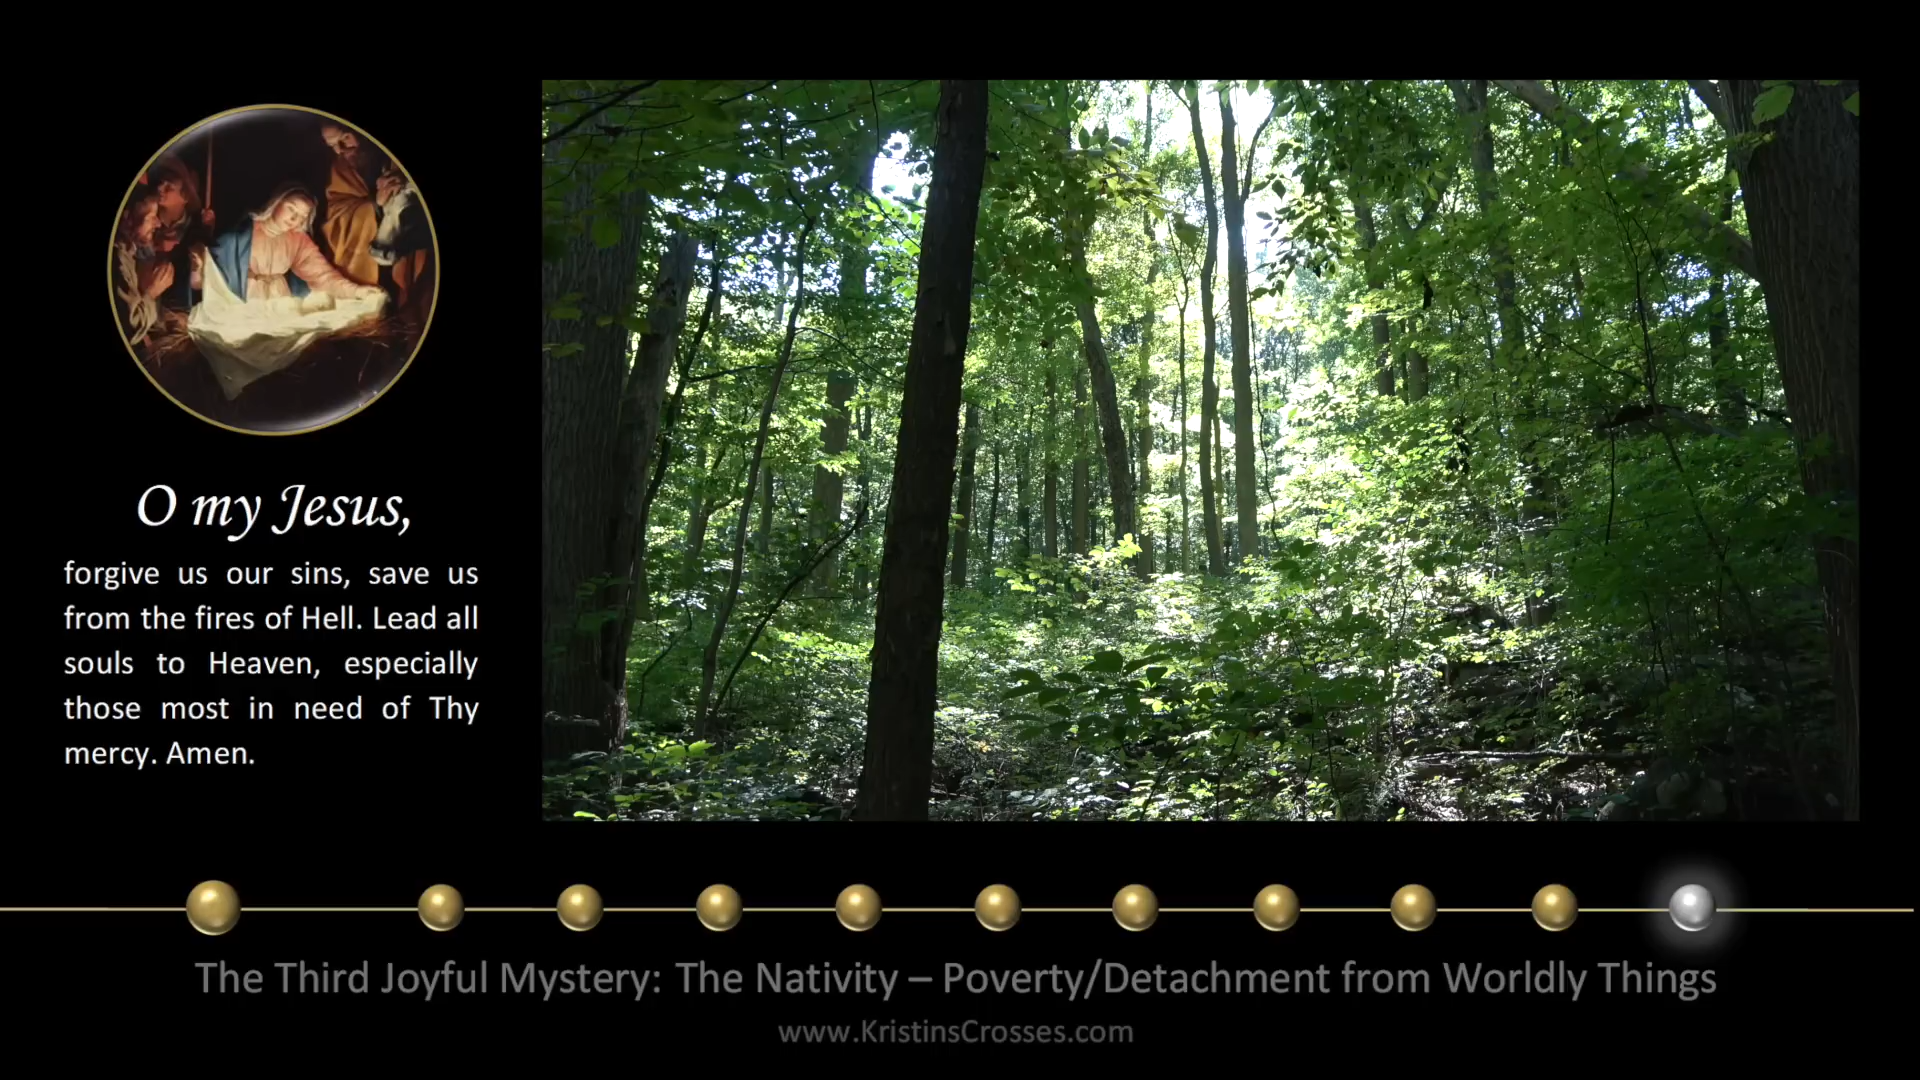 O my Jesus,
forgive us our sins, save us
from the fires of Hell. Lead all
souls to Heaven, especially
those most in need of Thy
mercy. Amen.
The Third Joyful Mystery: The Nativity – Poverty/Detachment from Worldly Things
www.KristinsCrosses.com